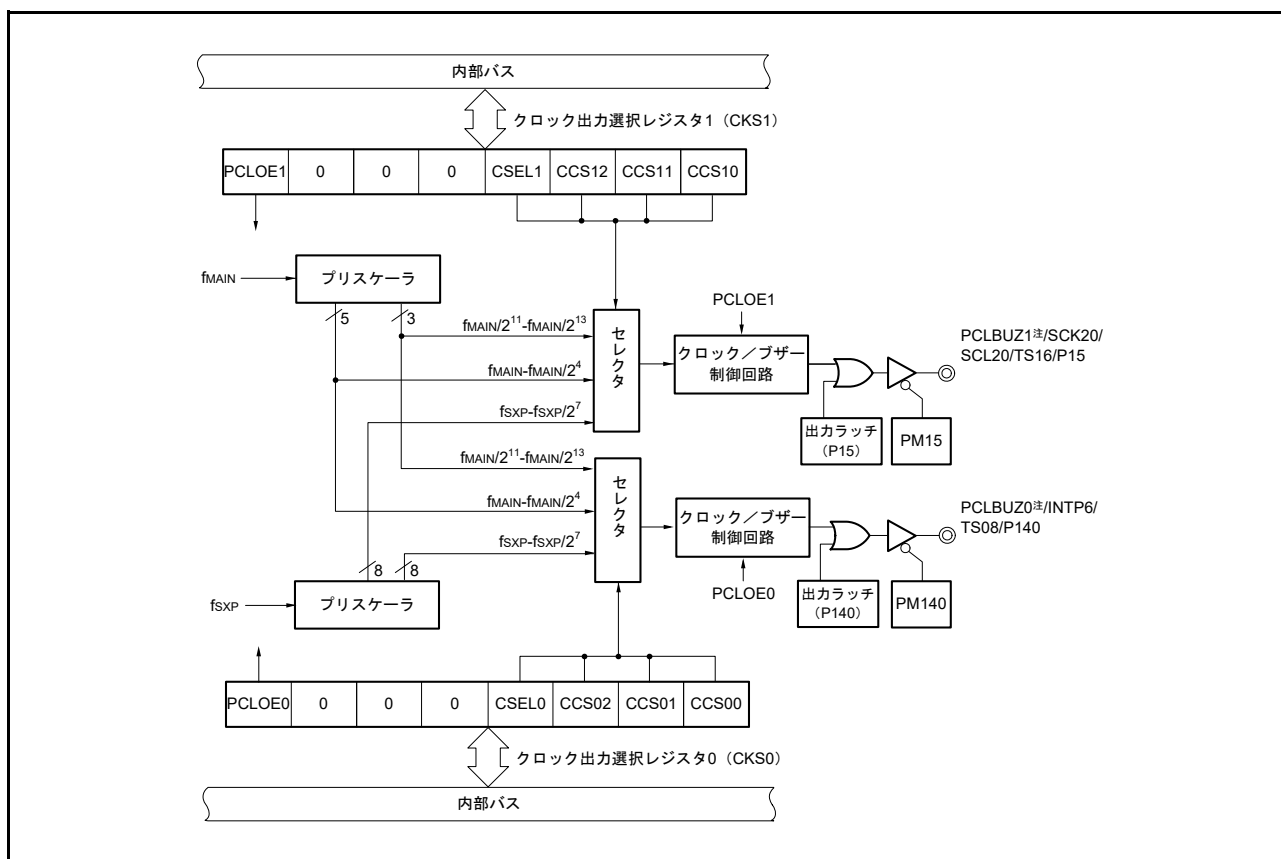 内部バス
クロック出力選択レジスタ1（CKS1）
PCLOE1 0 0 0 CSEL1 CCS12 CCS11 CCS10
fMAIN
プリスケーラ
5 3
fMAIN/2^11-fMAIN/2^13
fMAIN-fMAIN/2^4
fSXP-fSXP/2^7
セレクタ
PCLOE1
クロック／ブザー
制御回路
出力ラッチ
（P15）
PM15
PCLBUZ1注/SCK20/
SCL20/TS16/P15
fMAIN/2^11-fMAIN/2^13
fMAIN-fMAIN/2^4
fSXP-fSXP/2^7
セレクタ
クロック／ブザー
制御回路
PCLOE0
出力ラッチ
（P140）
PM140
PCLBUZ0注/INTP6/
TS08/P140
8 8
fSXP
プリスケーラ
PCLOE0 0 0 0 CSEL0 CCS02 CCS01 CCS00
クロック出力選択レジスタ0（CKS0）
内部バス